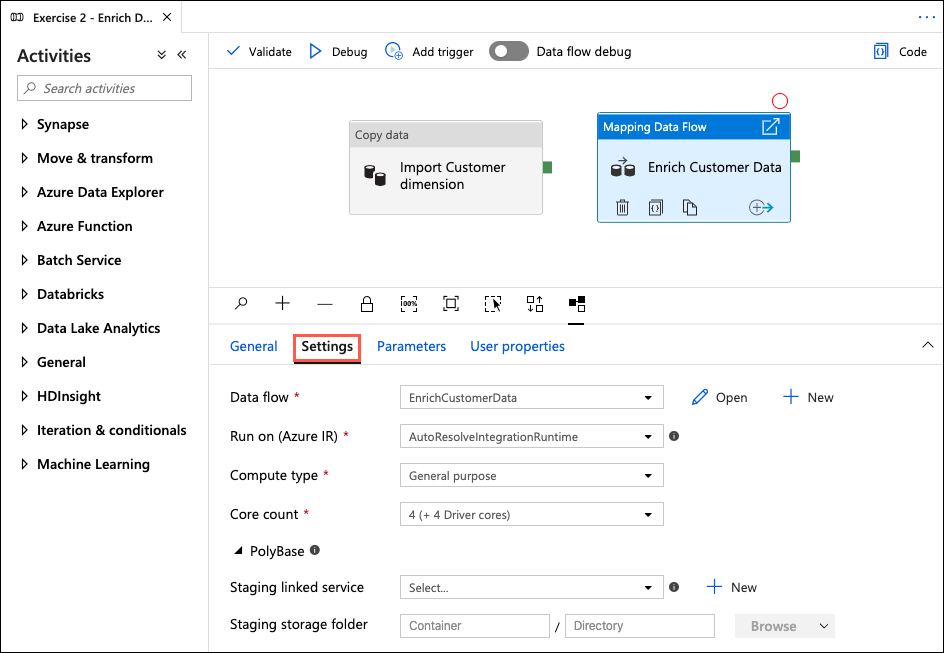 Exercise 2 - Enrich D...
Activities
Search activities
Synapse
Move & transform
Azure Data Explorer
Azure Function
Batch Service
Databricks
Data Lake Analytics
General
HDInsight
Iteration & conditionals
Machine Learning
Validate
Debug
Add trigger
Data flow debug
Code
Copy data
Import Customer
dimension
Mapping Data Flow
Enrich Customer Data
100%
General
Settings
Parameters
User properties
Data flow *
EnrichCustomerData
Open
New
Run on (Azure IR) *
AutoResolveIntegrationRuntime
Compute type *
General purpose
Core count *
4 (+ 4 Driver cores)
PolyBase
Staging linked service
Select...
New
Staging storage folder
Container
/
Directory
Browse